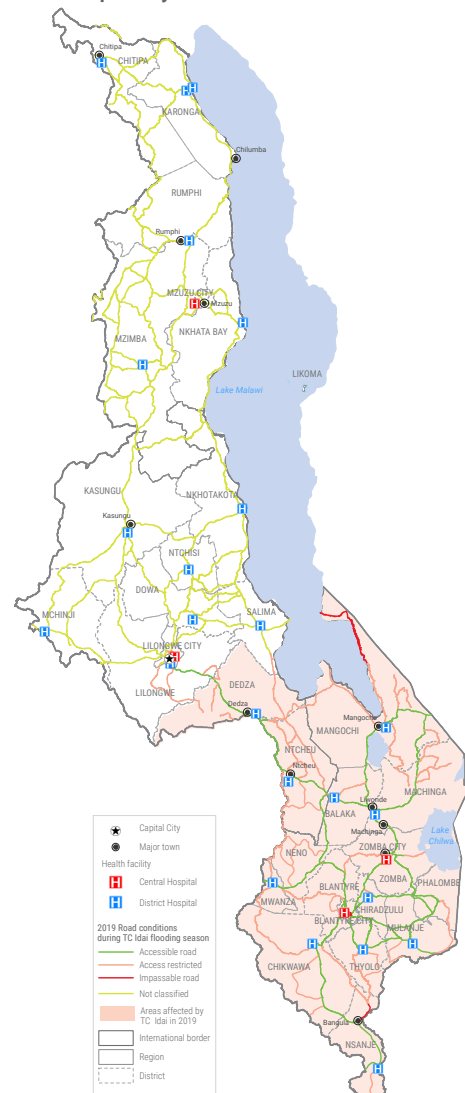 Chitipa
CHITIPA
KARONGA
Chilumba
RUMPHI
Rumphi
MZUZU CITY
Mzuzu
NKHATA BAY
MZIMBA
LIKOMA
Lake Malawi
KASUNGU
NKHOTAKOTA
Kasungu
NTCHISI
DOWA
MCHINJI
SALIMA
LILONGWE CITY
LILONGWE
DEDZA
Dedza
Mangochi
MANGOCHI
NTCHEU
Ntcheu
MACHINGA
BALAKA
Liwonde
Machinga
Lake
Chilwa
ZOMBA CITY
NENO
ZOMBA
PHALOMBE
BLANTYRE
MWANZA
CHIRADZULU
BLANTYRE CITY
MULANJE
CHIKWAWA
THYOLO
Bangula
NSANJE
Capital City
Major town
Health facility
H Central Hospital
H District Hospital
2019 Road conditions
during TC Idai flooding season
Accessible road
Access restricted
Impassable road
Not classified
Areas affected by
TC Idai in 2019
International border
Region
District